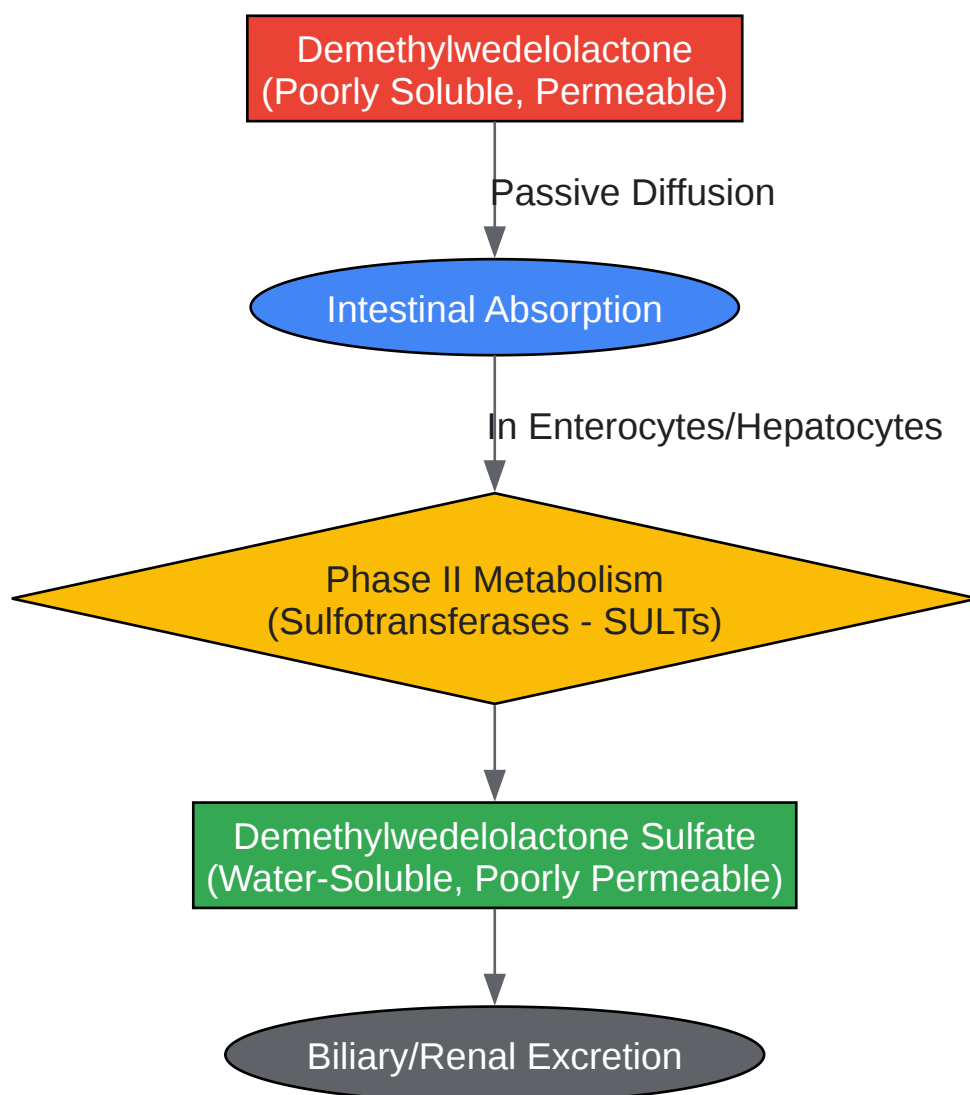 Demethylwedelolactone
(Poorly Soluble, Permeable)
Passive Diffusion
Intestinal Absorption
In Enterocytes/Hepatocytes
Phase II Metabolism
(Sulfotransferases - SULTs)
Demethylwedelolactone Sulfate
(Water-Soluble, Poorly Permeable)
Biliary/Renal Excretion